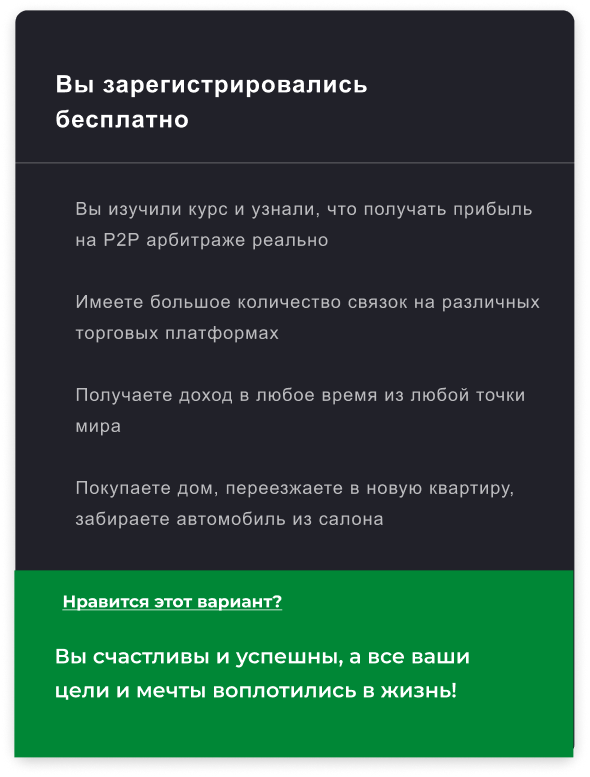 Вы зарегистрировались
бесплатно
Вы изучили курс и узнали, что получать прибыль
на P2P арбитраже реально
Имеете большое количество связок на различных
торговых платформах
Получаете доход в любое время из любой точки
мира
Покупаете дом, переезжаете в новую квартиру,
забираете автомобиль из салона
Нравится этот вариант?
Вы счастливы и успешны, а все ваши
цели и мечты воплотились в жизнь!